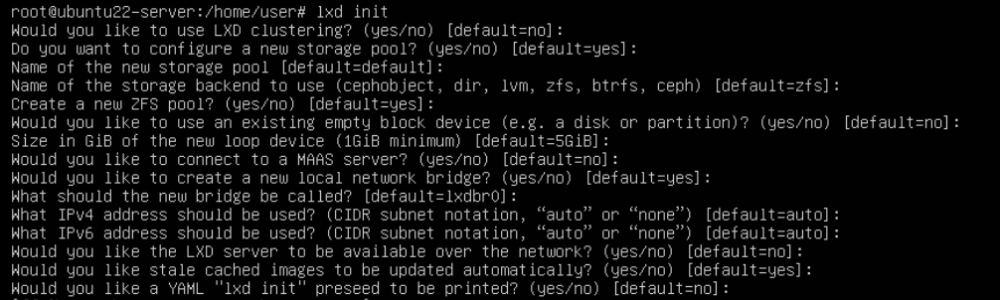 root@ubuntu22-server:/home/user# lxd init
Would you like to use LXD clustering? (yes/no) [default=no]:
Do you want to configure a new storage pool? (yes/no) [default=yes]:
Name of the new storage pool [default=default]:
Name of the storage backend to use (cephobject, dir, lvm, zfs, btrfs, ceph) [default=zfs]:
Create a new ZFS pool? (yes/no) [default=yes]:
Would you like to use an existing empty block device (e.g. a disk or partition)? (yes/no) [default=no]:
Size in GiB of the new loop device (1GiB minimum) [default=5GiB]:
Would you like to connect to a MAAS server? (yes/no) [default=no]:
Would you like to create a new local network bridge? (yes/no) [default=yes]:
What should the new bridge be called? [default=lxdbr0]:
What IPv4 address should be used? (CIDR subnet notation, “auto” or “none”) [default=auto]:
What IPv6 address should be used? (CIDR subnet notation, “auto” or “none”) [default=auto]:
Would you like the LXD server to be available over the network? (yes/no) [default=no]:
Would you like stale cached images to be updated automatically? (yes/no) [default=yes]:
Would you like a YAML "lxd init" preseed to be printed? (yes/no) [default=no]: